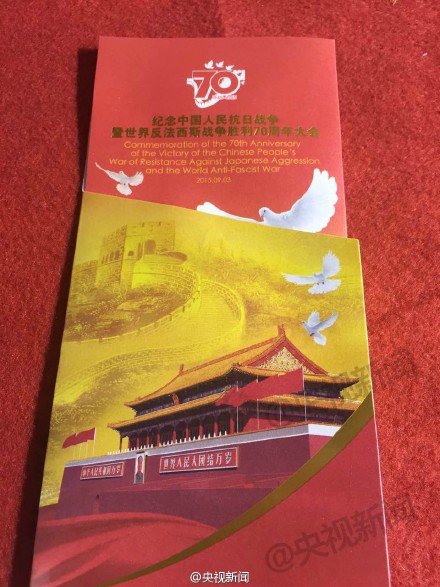 70
纪念中国人民抗日战争
暨世界反法西斯战争胜利70周年大会
Commemoration of the 70th Anniversary
of the Victory of the Chinese People's
War of Resistance Against Japanese Aggression
and the World Anti-Fascist War
2015.09.03
中华人民共和国万岁
世界人民大团结万岁
@央视新闻
@央视新闻